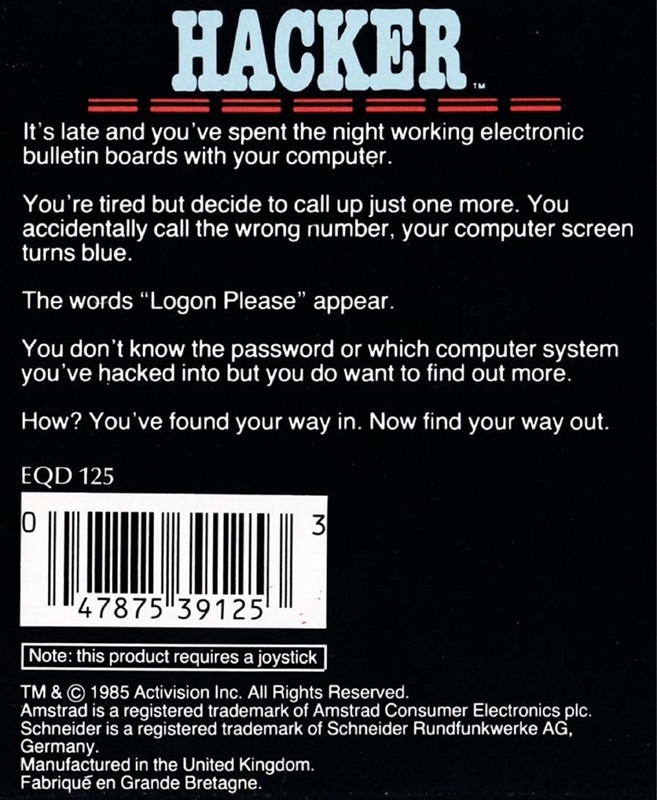 HACKER™
It's late and you've spent the night working electronic
bulletin boards with your computer.
You're tired but decide to call up just one more. You
accidentally call the wrong number, your computer screen
turns blue.
The words “Logon Please” appear.
You don't know the password or which computer system
you've hacked into but you do want to find out more.
How? You've found your way in. Now find your way out.
EQD 125
0 47875 39125 3
Note: this product requires a joystick
TM & © 1985 Activision Inc. All Rights Reserved.
Amstrad is a registered trademark of Amstrad Consumer Electronics plc.
Schneider is a registered trademark of Schneider Rundfunkwerke AG,
Germany.
Manufactured in the United Kingdom.
Fabriqué en Grande Bretagne.